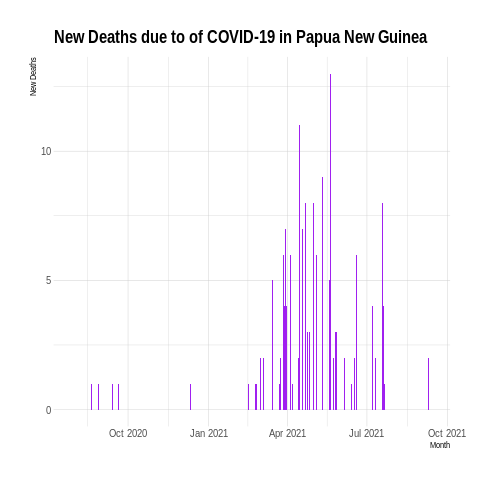 New Deaths due to of COVID-19 in Papua New Guinea
New Deaths
10
5
0
Oct 2020 Jan 2021 Apr 2021 Jul 2021 Oct 2021
Month